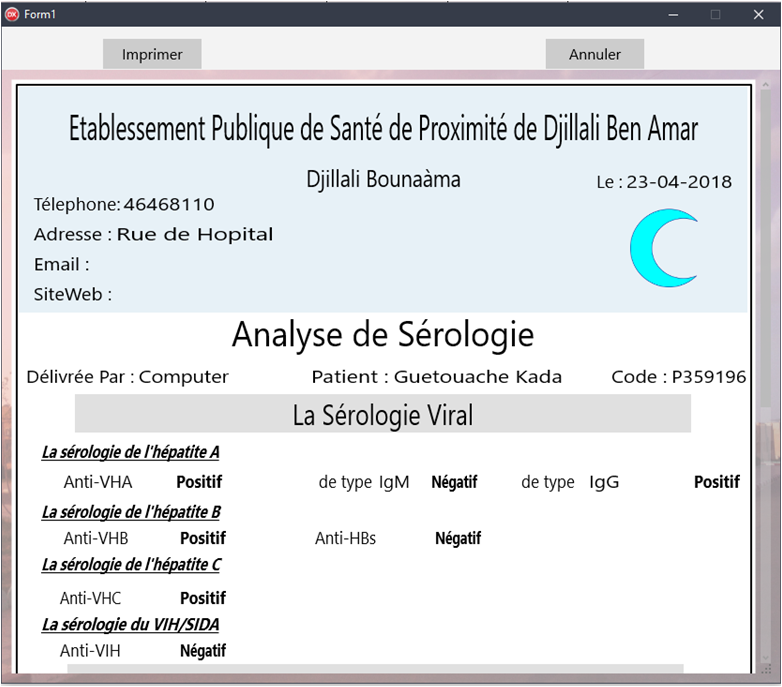 Form1
Imprimer Annuler
Etablessement Publique de Santé de Proximité de Djillali Ben Amar
Djillali Bounaàma
Le : 23-04-2018
Télephone: 46468110
Adresse : Rue de Hopital
Email :
SiteWeb :
Analyse de Sérologie
Délivrée Par : Computer Patient : Guetouache Kada Code : P359196
La Sérologie Viral
La sérologie de l'hépatite A
Anti-VHA Positif de type IgM Négatif de type IgG Positif
La sérologie de l'hépatite B
Anti-VHB Positif Anti-HBs Négatif
La sérologie de l'hépatite C
Anti-VHC Positif
La sérologie du VIH/SIDA
Anti-VIH Négatif